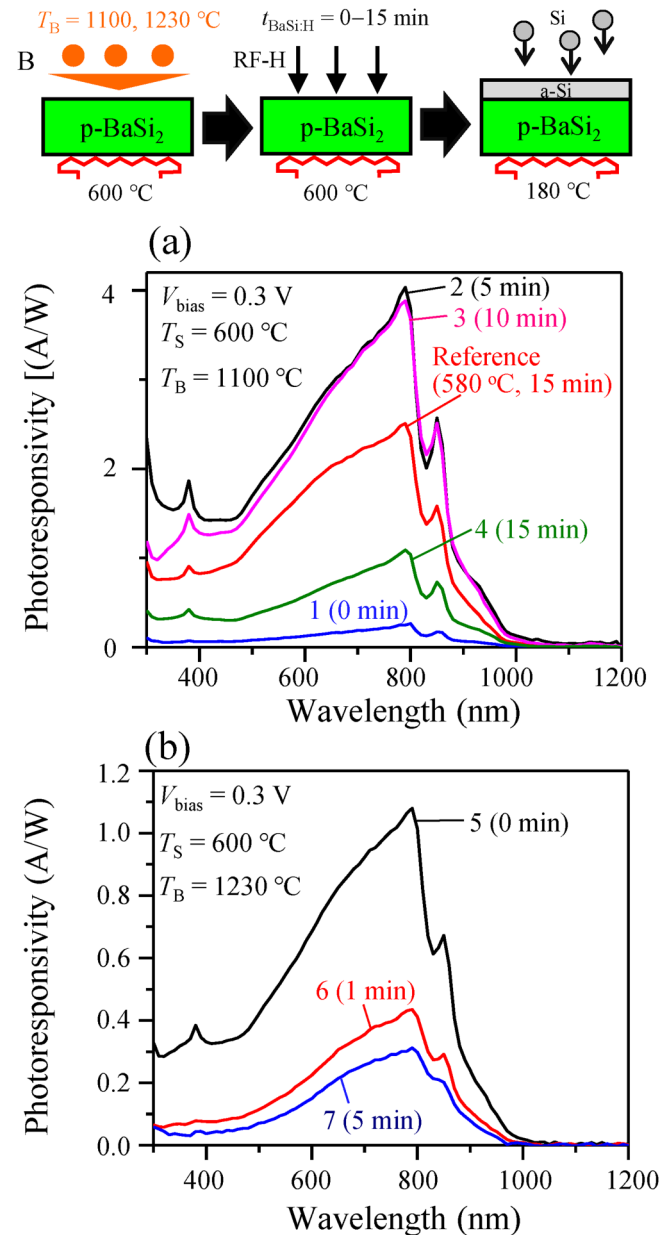 T_B = 1100, 1230 °C
B
p-BaSi₂
600 °C
t_BaSi:H = 0–15 min
RF-H
p-BaSi₂
600 °C
Si
a-Si
p-BaSi₂
180 °C
(a)
Photoresponsivity [(A/W)
4
2
0
V_bias = 0.3 V
T_S = 600 °C
T_B = 1100 °C
2 (5 min)
3 (10 min)
Reference
(580 °C, 15 min)
4 (15 min)
1 (0 min)
400 600 800 1000 1200
Wavelength (nm)
(b)
Photoresponsivity (A/W)
1.2
1.0
0.8
0.6
0.4
0.2
0.0
V_bias = 0.3 V
T_S = 600 °C
T_B = 1230 °C
5 (0 min)
6 (1 min)
7 (5 min)
400 600 800 1000 1200
Wavelength (nm)